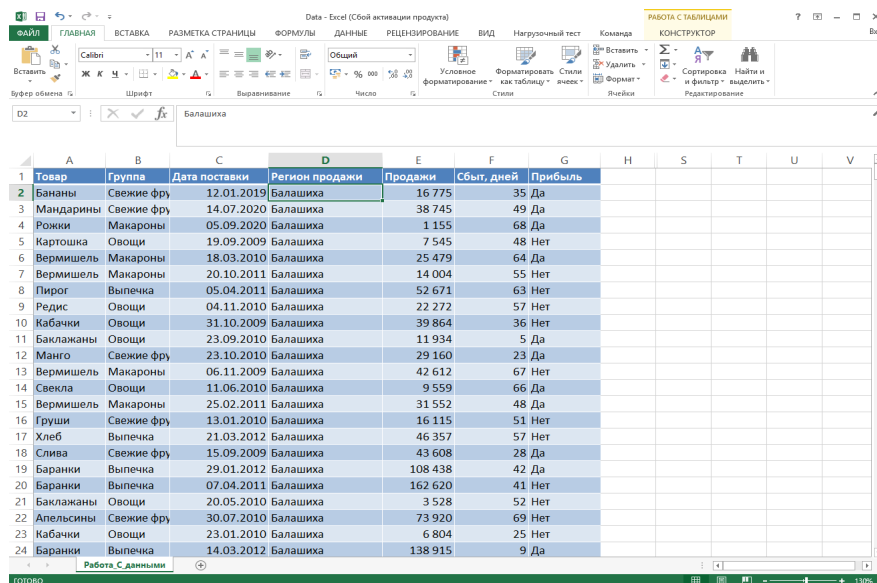 Data - Excel (Сбой активации продукта)
РАБОТА С ТАБЛИЦАМИ
ФАЙЛ ГЛАВНАЯ ВСТАВКА РАЗМЕТКА СТРАНИЦЫ ФОРМУЛЫ ДАННЫЕ РЕЦЕНЗИРОВАНИЕ ВИД Нагрузочный тест Команда КОНСТРУКТОР Вх
Calibri 11 Общий
Вставить
Ж К Ч
Условное форматирование
Форматировать как таблицу
Стили ячеек
Вставить
Удалить
Формат
Сортировка и фильтр
Найти и выделить
Буфер обмена Шрифт Выравнивание Число Стили Ячейки Редактирование
D2 fx Балашиха
A B C D E F G H S T U V
1 Товар Группа Дата поставки Регион продажи Продажи Сбыт, дней Прибыль
2 Бананы Свежие фру 12.01.2019 Балашиха 16 775 35 Да
3 Мандарины Свежие фру 14.07.2020 Балашиха 38 745 49 Да
4 Рожки Макароны 05.09.2020 Балашиха 1 155 68 Да
5 Картошка Овощи 19.09.2009 Балашиха 7 545 48 Нет
6 Вермишель Макароны 18.03.2010 Балашиха 25 479 64 Да
7 Вермишель Макароны 20.10.2011 Балашиха 14 004 55 Нет
8 Пирог Выпечка 05.04.2011 Балашиха 52 671 63 Нет
9 Редис Овощи 04.11.2010 Балашиха 22 272 57 Нет
10 Кабачки Овощи 31.10.2009 Балашиха 39 864 36 Нет
11 Баклажаны Овощи 23.09.2010 Балашиха 11 934 5 Да
12 Манго Свежие фру 23.10.2010 Балашиха 29 160 23 Да
13 Вермишель Макароны 06.11.2009 Балашиха 42 612 67 Нет
14 Свекла Овощи 11.06.2010 Балашиха 9 559 66 Да
15 Вермишель Макароны 25.02.2011 Балашиха 31 552 48 Да
16 Груши Свежие фру 13.01.2010 Балашиха 16 115 51 Нет
17 Хлеб Выпечка 21.03.2012 Балашиха 46 357 57 Нет
18 Слива Свежие фру 15.09.2009 Балашиха 43 608 28 Да
19 Баранки Выпечка 29.01.2012 Балашиха 108 438 42 Да
20 Баранки Выпечка 07.04.2011 Балашиха 162 620 41 Нет
21 Баклажаны Овощи 20.05.2010 Балашиха 3 528 52 Нет
22 Апельсины Свежие фру 30.07.2010 Балашиха 73 920 69 Нет
23 Кабачки Овощи 23.01.2010 Балашиха 6 804 25 Нет
24 Баранки Выпечка 14.03.2012 Балашиха 138 915 9 Да
Работа_С_данными
ГОТОВО 130%